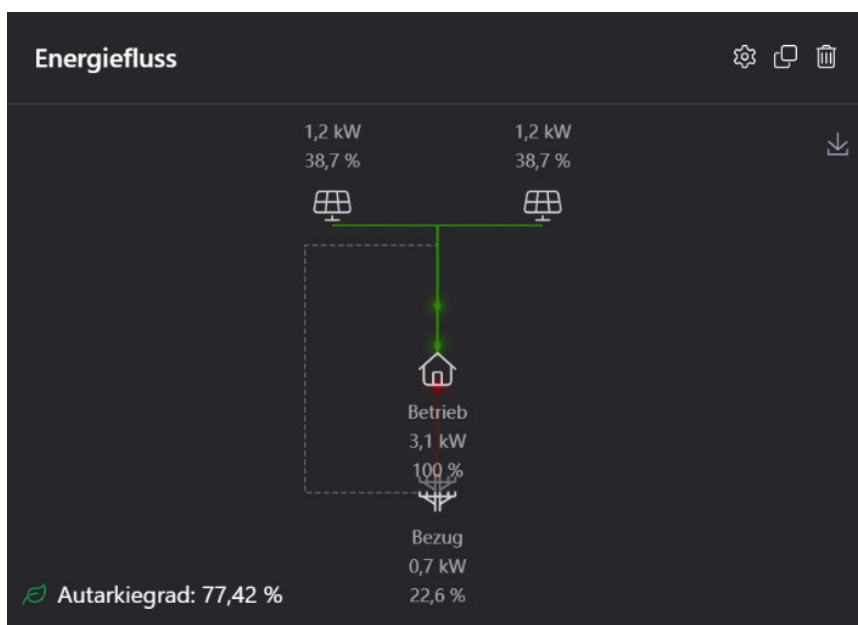 Energiefluss
1,2 kW
38,7 %
1,2 kW
38,7 %
Betrieb
3,1 kW
100 %
Bezug
0,7 kW
22,6 %
Autarkiegrad: 77,42 %